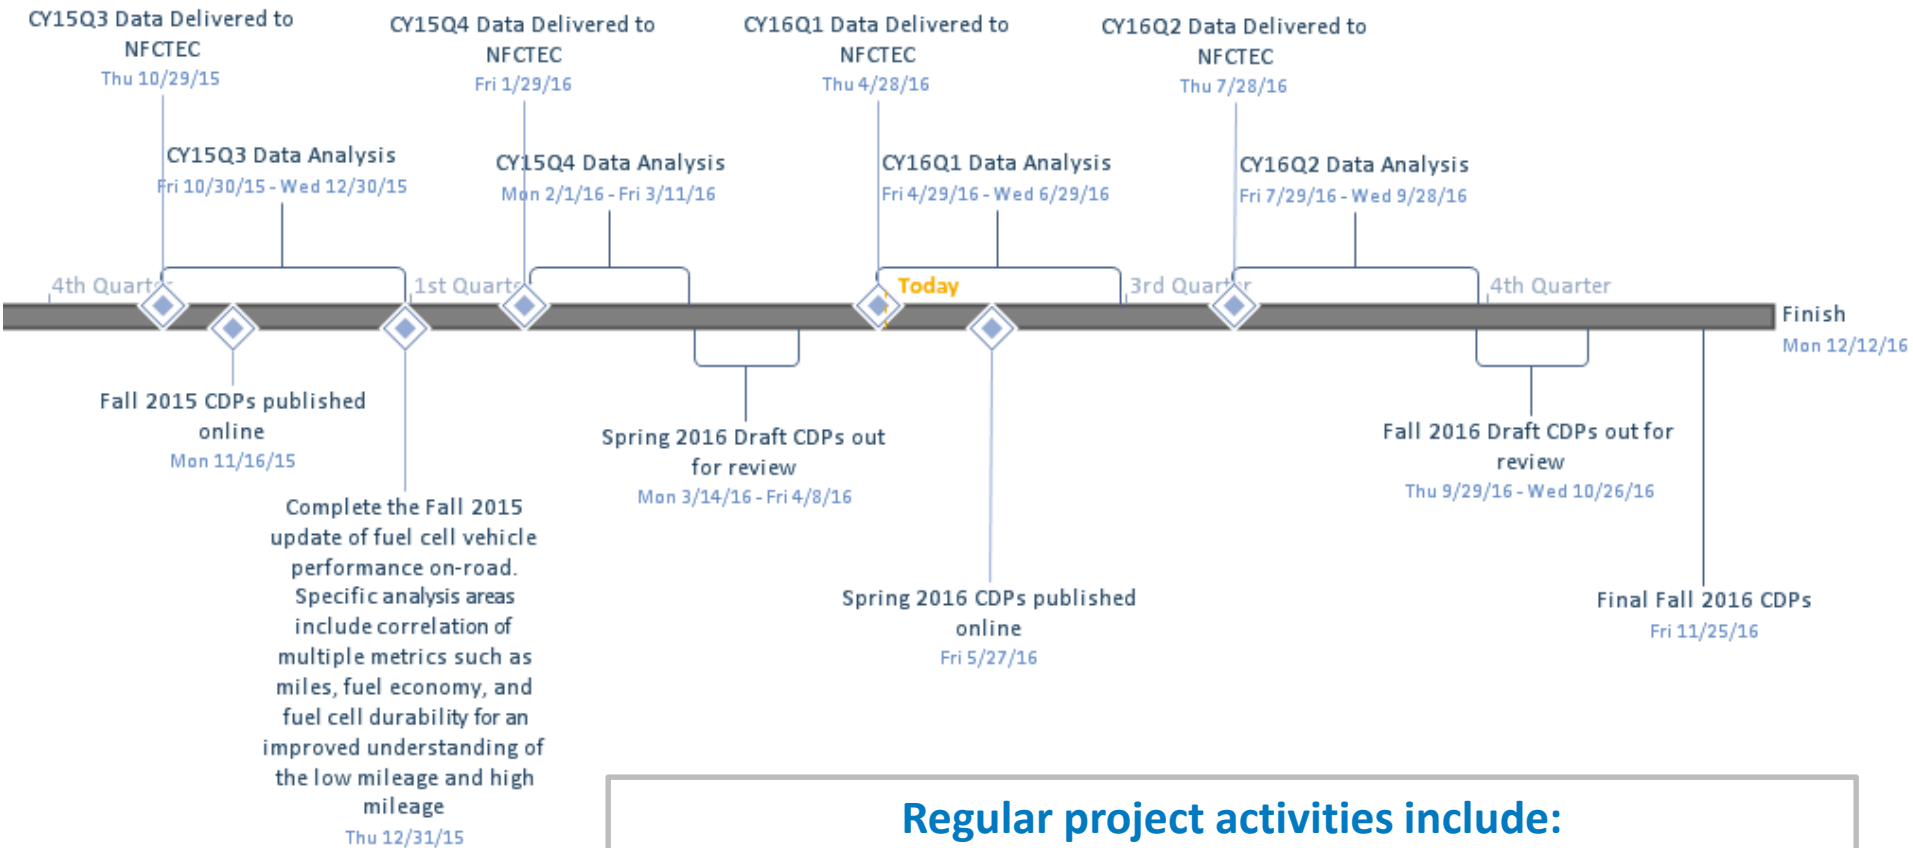 CY15Q3 Data Delivered to
NFCTEC
Thu 10/29/15
CY15Q4 Data Delivered to
NFCTEC
Fri 1/29/16
CY16Q1 Data Delivered to
NFCTEC
Thu 4/28/16
CY16Q2 Data Delivered to
NFCTEC
Thu 7/28/16
CY15Q3 Data Analysis
Fri 10/30/15 - Wed 12/30/15
CY15Q4 Data Analysis
Mon 2/1/16 - Fri 3/11/16
CY16Q1 Data Analysis
Fri 4/29/16 - Wed 6/29/16
CY16Q2 Data Analysis
Fri 7/29/16 - Wed 9/28/16
4th Quarter
1st Quarter
Today
3rd Quarter
4th Quarter
Finish
Mon 12/12/16
Fall 2015 CDPs published
online
Mon 11/16/15
Complete the Fall 2015
update of fuel cell vehicle
performance on-road.
Specific analysis areas
include correlation of
multiple metrics such as
miles, fuel economy, and
fuel cell durability for an
improved understanding of
the low mileage and high
mileage
Thu 12/31/15
Spring 2016 Draft CDPs out
for review
Mon 3/14/16 - Fri 4/8/16
Spring 2016 CDPs published
online
Fri 5/27/16
Fall 2016 Draft CDPs out for
review
Thu 9/29/16 - Wed 10/26/16
Final Fall 2016 CDPs
Fri 11/25/16
Regular project activities include: